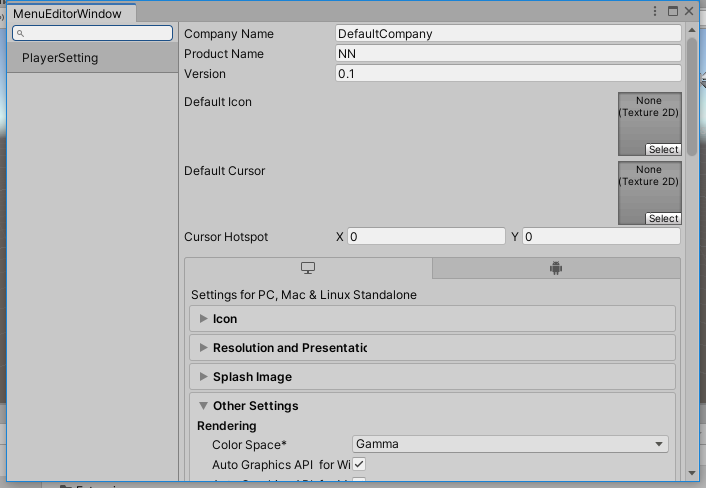 MenuEditorWindow
PlayerSetting
Company Name DefaultCompany
Product Name NN
Version 0.1
Default Icon
None
(Texture 2D)
Select
Default Cursor
None
(Texture 2D)
Select
Cursor Hotspot X 0 Y 0
Settings for PC, Mac & Linux Standalone
Icon
Resolution and Presentatic
Splash Image
Other Settings
Rendering
Color Space* Gamma
Auto Graphics API for Wi